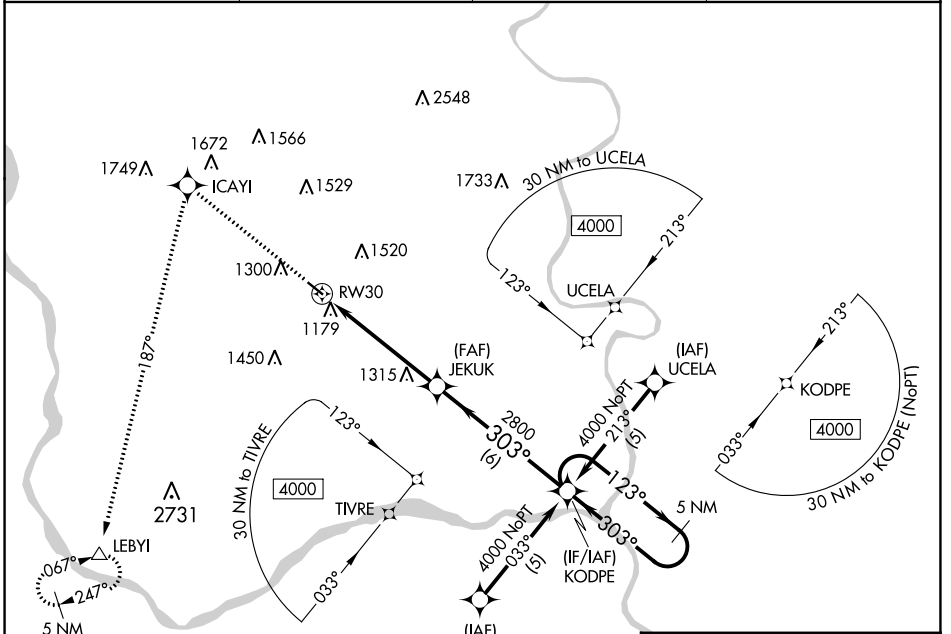 2548
1566
1672
1749
ICAYI
1529
1733
30 NM to UCELA
4000
213°
123°
UCELA
1520
1300
RW30
1179
1450
1315
(FAF)
JEKUK
(IAF)
UCELA
4000 NoPT
213°
(5)
213°
KODPE
4000
033°
30 NM to KODPE (NoPT)
187°
2800
303°
(6)
123°
30 NM to TIVRE
4000
TIVRE
033°
123°
5 NM
303°
(IF/IAF)
KODPE
4000 NoPT
033°
(5)
2731
LEBYI
067°
247°
5 NM
(IAF)